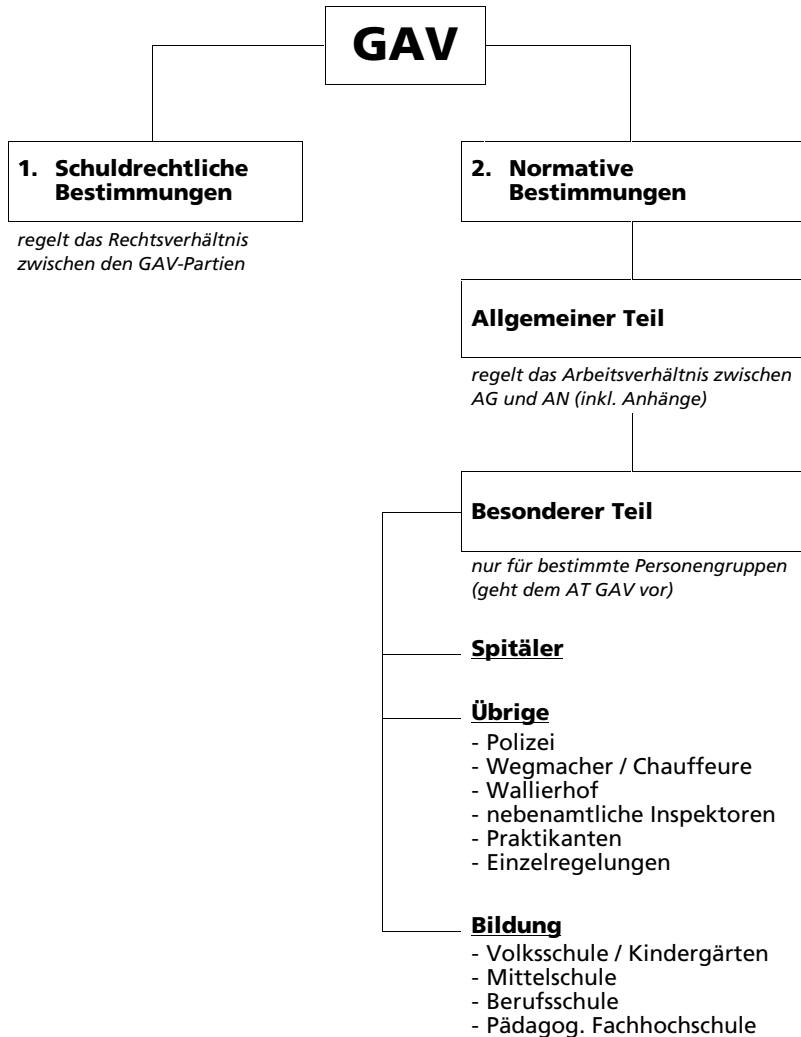 GAV
1. Schuldrechtliche
Bestimmungen
regelt das Rechtsverhältnis
zwischen den GAV-Partien
2. Normative
Bestimmungen
Allgemeiner Teil
regelt das Arbeitsverhältnis zwischen
AG und AN (inkl. Anhänge)
Besonderer Teil
nur für bestimmte Personengruppen
(geht dem AT GAV vor)
Spitäler
Übrige
- Polizei
- Wegmacher / Chauffeure
- Wallierhof
- nebenamtliche Inspektoren
- Praktikanten
- Einzelregelungen
Bildung
- Volksschule / Kindergärten
- Mittelschule
- Berufsschule
- Pädagog. Fachhochschule